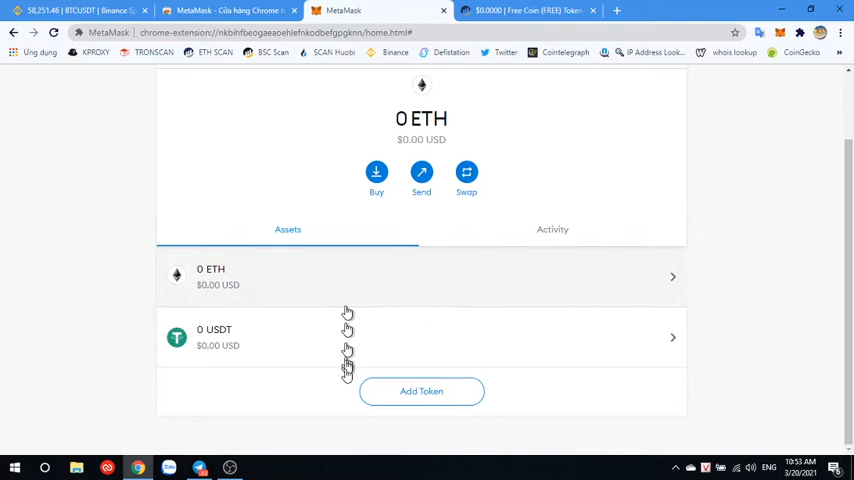 58,251.46 | BTCUSDT | Binance Sp
MetaMask - Cửa hàng Chrome t
MetaMask
$0.0000 | Free Coin (FREE) Token
MetaMask | chrome-extension://nkbihfbeogaeaoehlefnkodbefgpgknn/home.html#
Ứng dụng
KPROXY
TRONSCAN
ETH SCAN
BSC Scan
SCAN Huobi
Binance
Defistation
Twitter
Cointelegraph
IP Address Look...
whois lookup
CoinGecko
0 ETH
$0.00 USD
Buy
Send
Swap
Assets
Activity
0 ETH
$0.00 USD
0 USDT
$0.00 USD
Add Token
Zalo
V
ENG
10:53 AM
3/20/2021
6